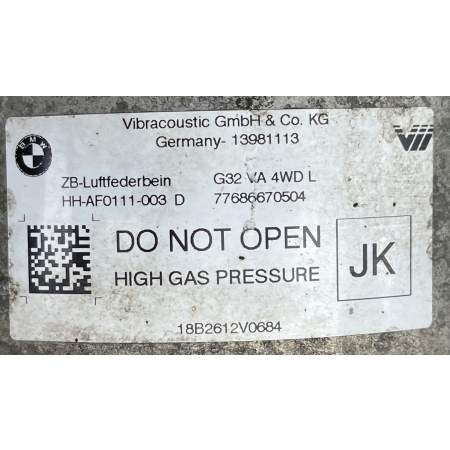 Vibracoustic GmbH & Co. KG
Germany- 13981113
BMW
ZB-Luftfederbein G32 VA 4WD L
HH-AF0111-003 D 77686670504
DO NOT OPEN
HIGH GAS PRESSURE
JK
18B2612V0684